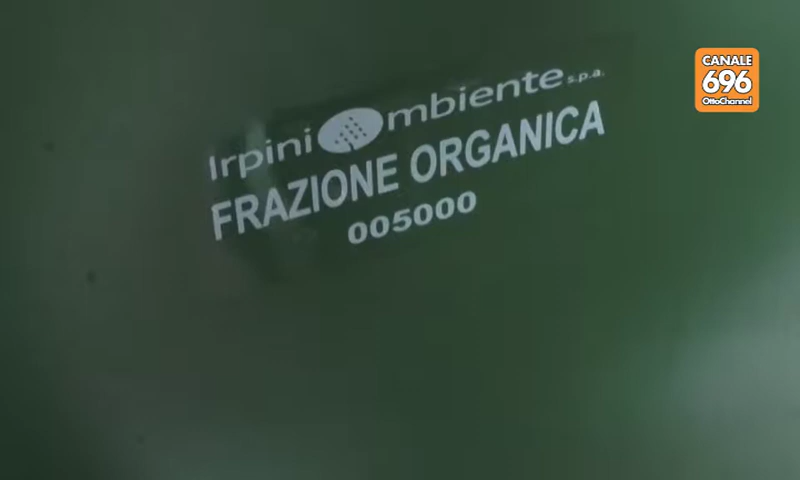 Irpini mbiente s.p.a.
FRAZIONE ORGANICA
005000
CANALE
696
OttoChannel